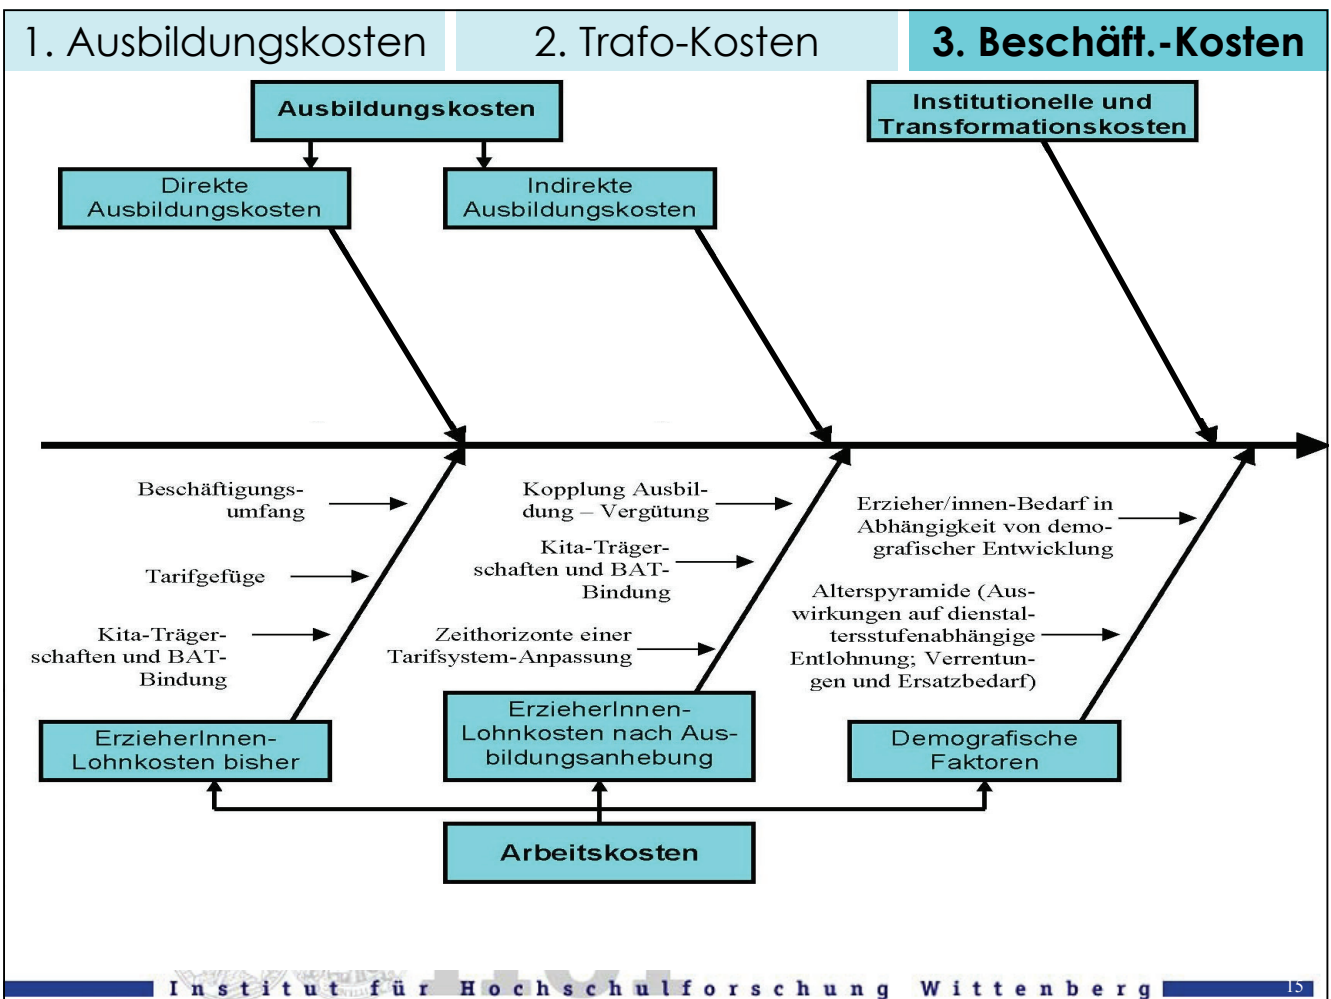 1. Ausbildungskosten
2. Trafo-Kosten
3. Beschäft.-Kosten
Ausbildungskosten
Institutionelle und
Transformationskosten
Direkte
Ausbildungskosten
Indirekte
Ausbildungskosten
Beschäftigungs-
umfang
Tarifgefüge
Kita-Träger-
schaften und BAT-
Bindung
Kopplung Ausbil-
dung – Vergütung
Kita-Träger-
schaften und BAT-
Bindung
Zeithorizonte einer
Tarifsystem-Anpassung
Erzieher/innen-Bedarf in
Abhängigkeit von demo-
grafischer Entwicklung
Alterspyramide (Aus-
wirkungen auf dienstal-
tersstufenabhängige
Entlohnung; Verrentun-
gen und Ersatzbedarf)
ErzieherInnen-
Lohnkosten bisher
ErzieherInnen-
Lohnkosten nach Aus-
bildungsanhebung
Demografische
Faktoren
Arbeitskosten
Institut für Hochschulforschung Wittenberg
15